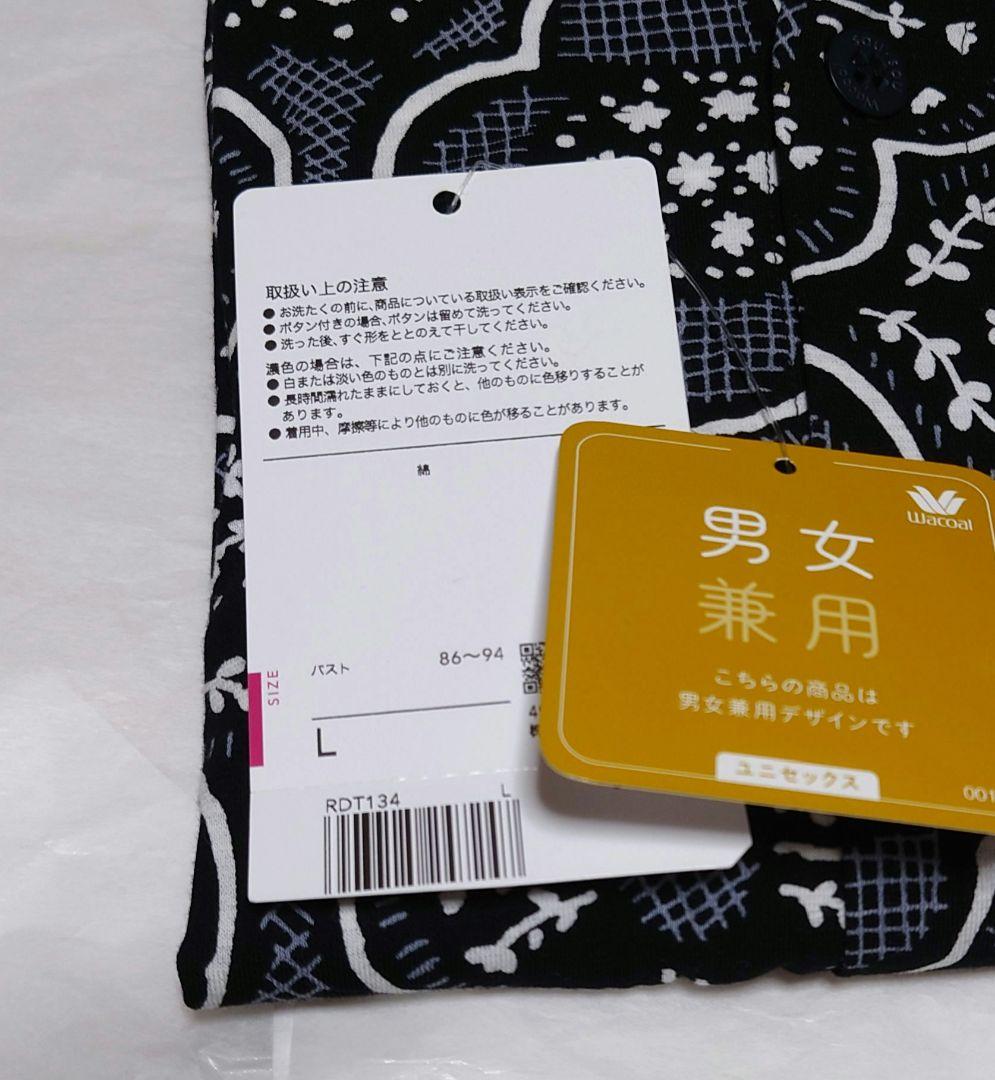 取扱い上の注意
●お洗たくの前に、商品についている取扱い表示をご確認ください。
●ボタン付きの場合、ボタンは留めて洗ってください。
●洗った後、すぐ形をととのえて干してください。
濃色の場合は、下記の点にご注意ください。
●白または淡い色のものとは別に洗ってください。
●長時間濡れたままにしておくと、他のものに色移りすることが
あります。
●着用中、摩擦等により他のものに色が移ることがあります。
綿
SIZE
バスト 86〜94
L
RDT134 L
Wacoal
男女
兼用
こちらの商品は
男女兼用デザインです
ユニセックス
001